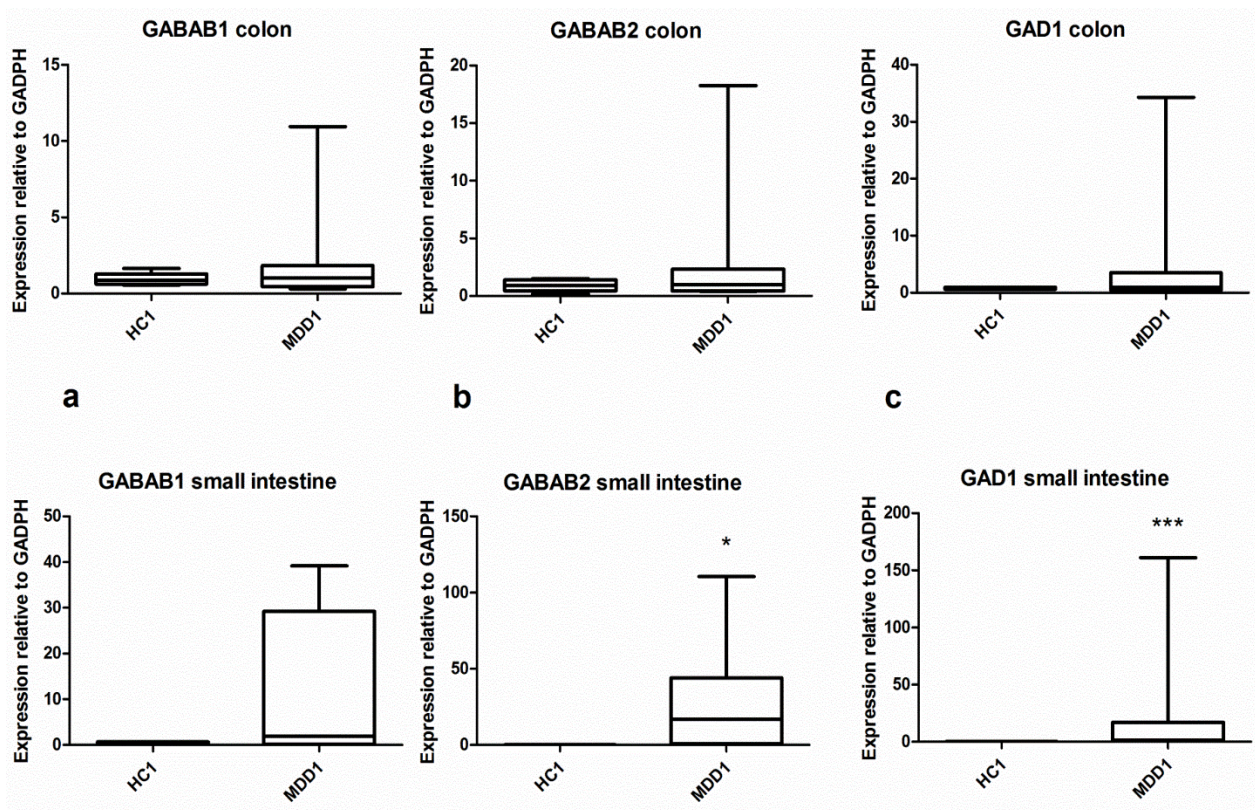 GABAB1 colon
Expression relative to GADPH
15
10
5
0
HC1
MDD1
GABAB2 colon
Expression relative to GADPH
20
15
10
5
0
HC1
MDD1
GAD1 colon
Expression relative to GADPH
40
30
20
10
0
HC1
MDD1
a
b
c
GABAB1 small intestine
Expression relative to GADPH
50
40
30
20
10
0
HC1
MDD1
GABAB2 small intestine
Expression relative to GADPH
150
100
50
0
*
HC1
MDD1
GAD1 small intestine
Expression relative to GADPH
200
150
100
50
0
***
HC1
MDD1